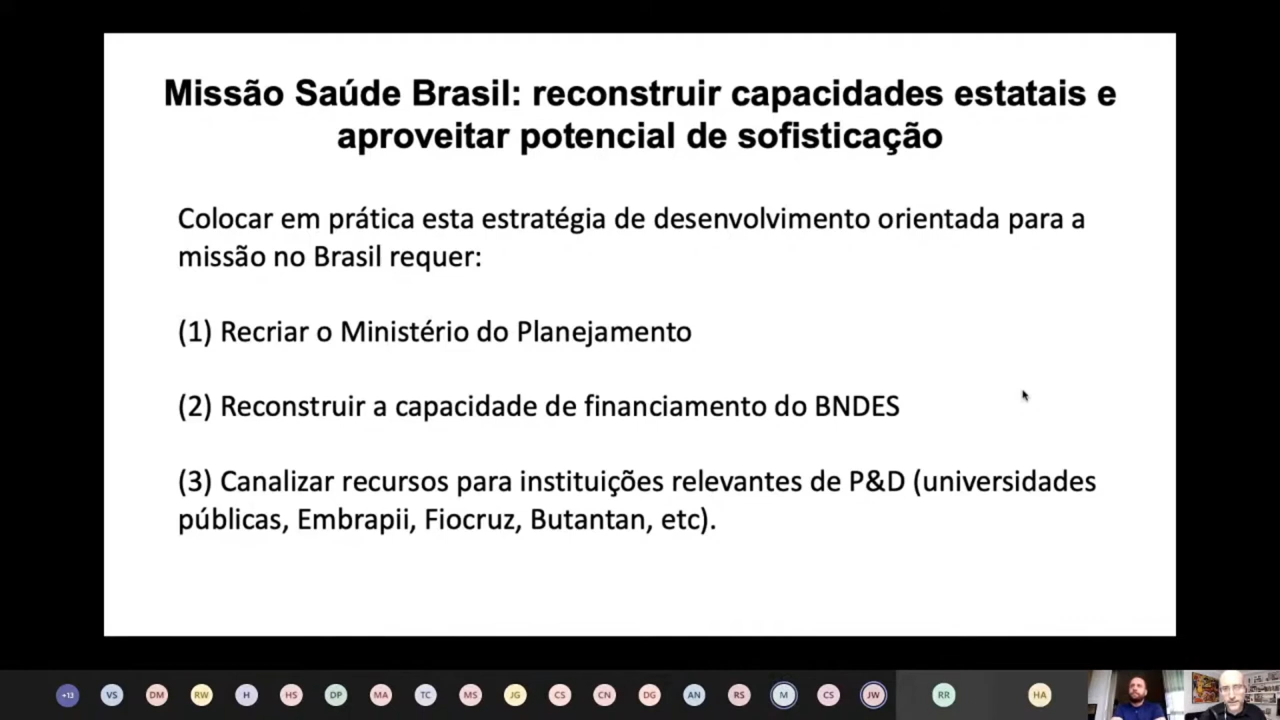 Missão Saúde Brasil: reconstruir capacidades estatais e
aproveitar potencial de sofisticação
Colocar em prática esta estratégia de desenvolvimento orientada para a
missão no Brasil requer:
(1) Recriar o Ministério do Planejamento
(2) Reconstruir a capacidade de financiamento do BNDES
(3) Canalizar recursos para instituições relevantes de P&D (universidades
públicas, Embrapii, Fiocruz, Butantan, etc).
+13 VS DM RW H HS DP MA TC MS JG CS CN DG AN RS M CS JW RR HA